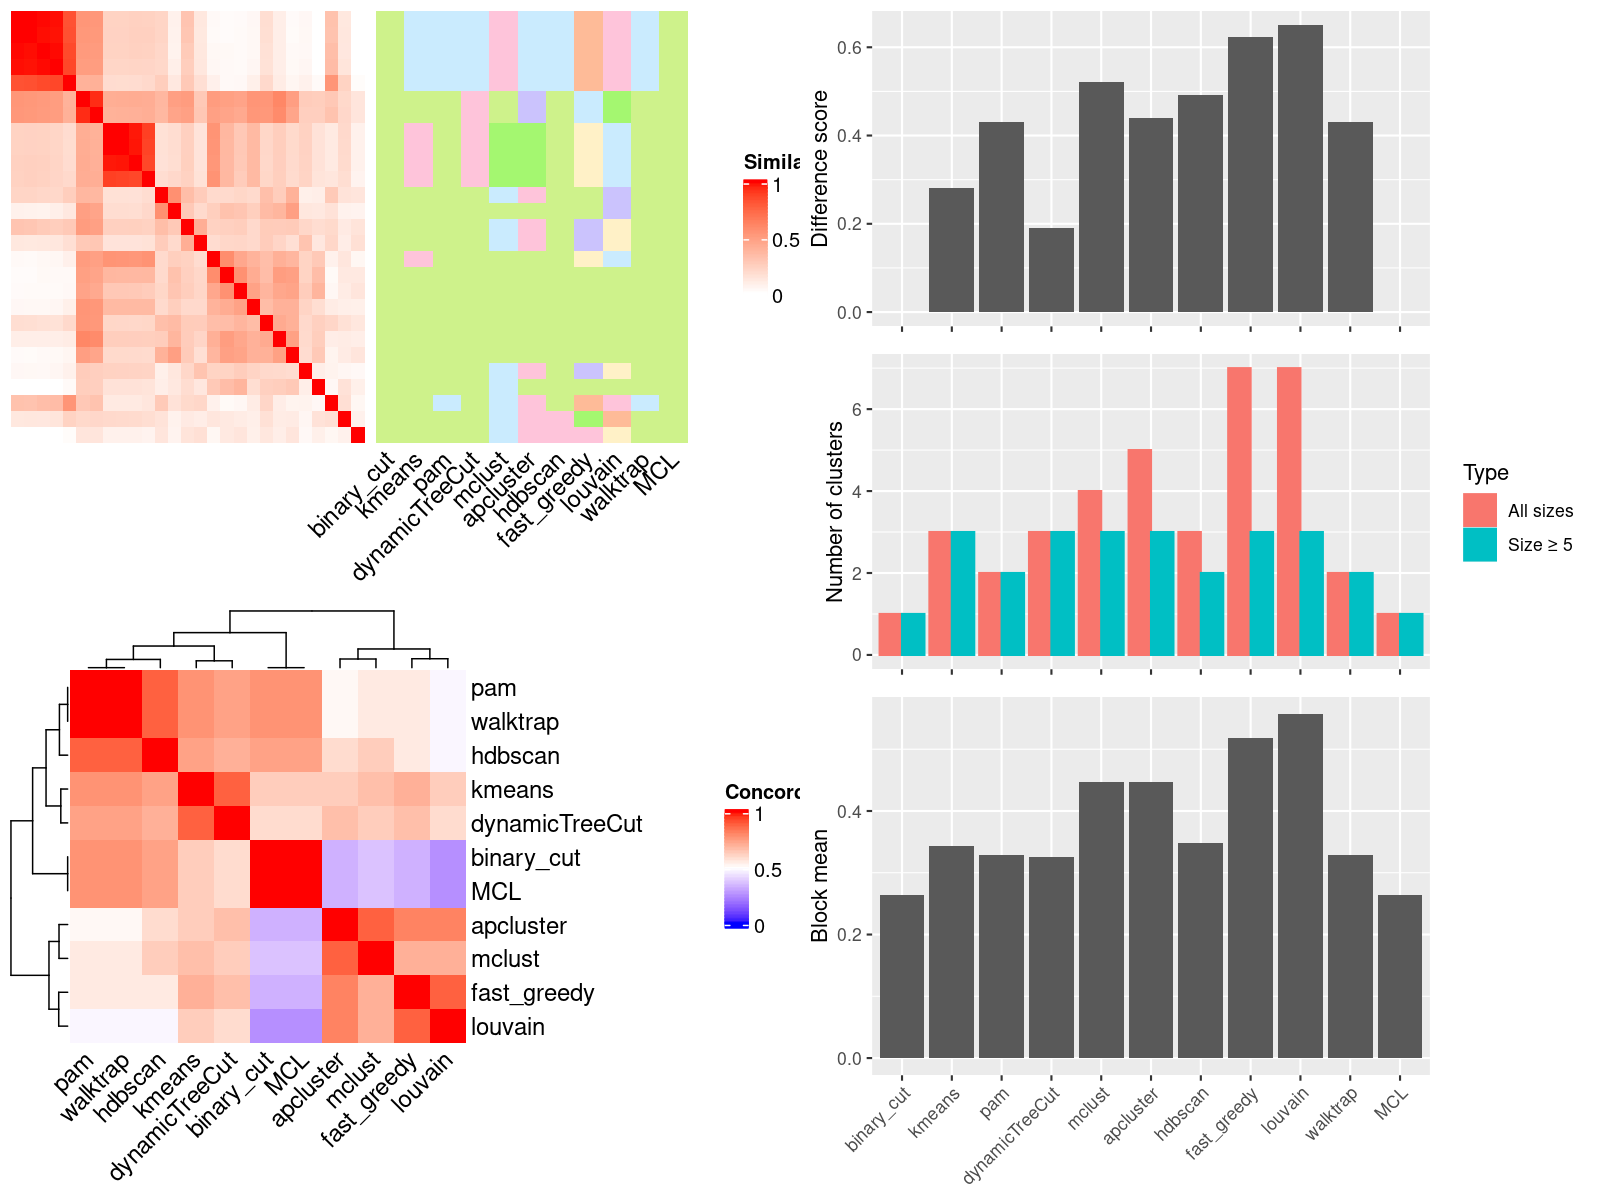 Simila
1
0.5
0
binary_cut
kmeans
pam
dynamicTreeCut
mclust
apcluster
hdbscan
fast_greedy
louvain
walktrap
MCL
pam
walktrap
hdbscan
kmeans
dynamicTreeCut
binary_cut
MCL
apcluster
mclust
fast_greedy
louvain
Concord
1
0.5
0
pam
walktrap
hdbscan
kmeans
dynamicTreeCut
binary_cut
MCL
apcluster
mclust
fast_greedy
louvain
Difference score
0.6
0.4
0.2
0.0
Number of clusters
6
4
2
0
Type
All sizes
Size ≥ 5
Block mean
0.4
0.2
0.0
binary_cut
kmeans
pam
dynamicTreeCut
mclust
apcluster
hdbscan
fast_greedy
louvain
walktrap
MCL